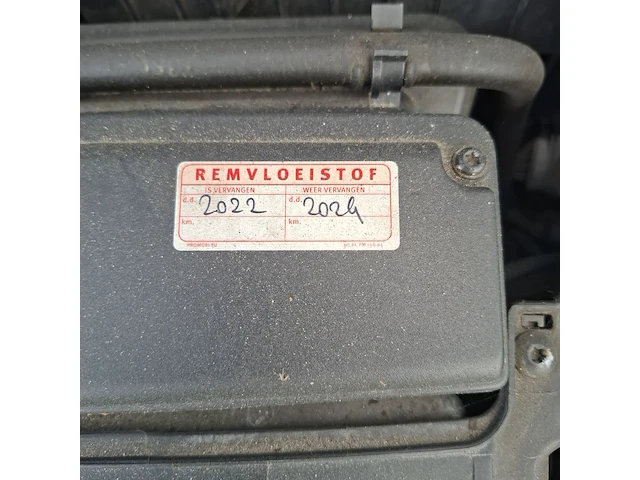 REMVLOEISTOF
IS VERVANGEN WEER VERVANGEN
d.d. 2022 d.d. 2024
km. km.